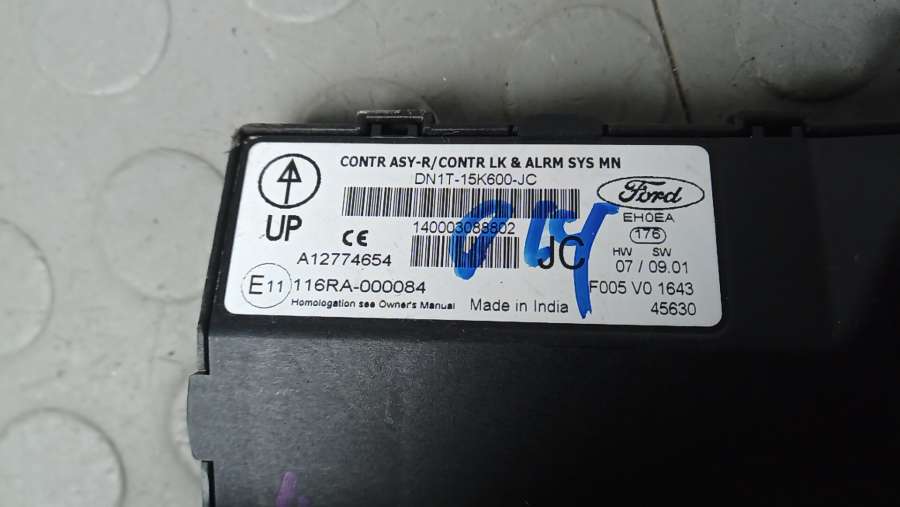 CONTR ASY-R/CONTR LK & ALRM SYS MN
DN1T-15K600-JC
Ford
EH0EA
UP
140003088802
176
CE
JC
HW SW
A12774654
07 / 09.01
E11 116RA-000084
F005 V0 1643
Homologation see Owner's Manual
Made in India
45630